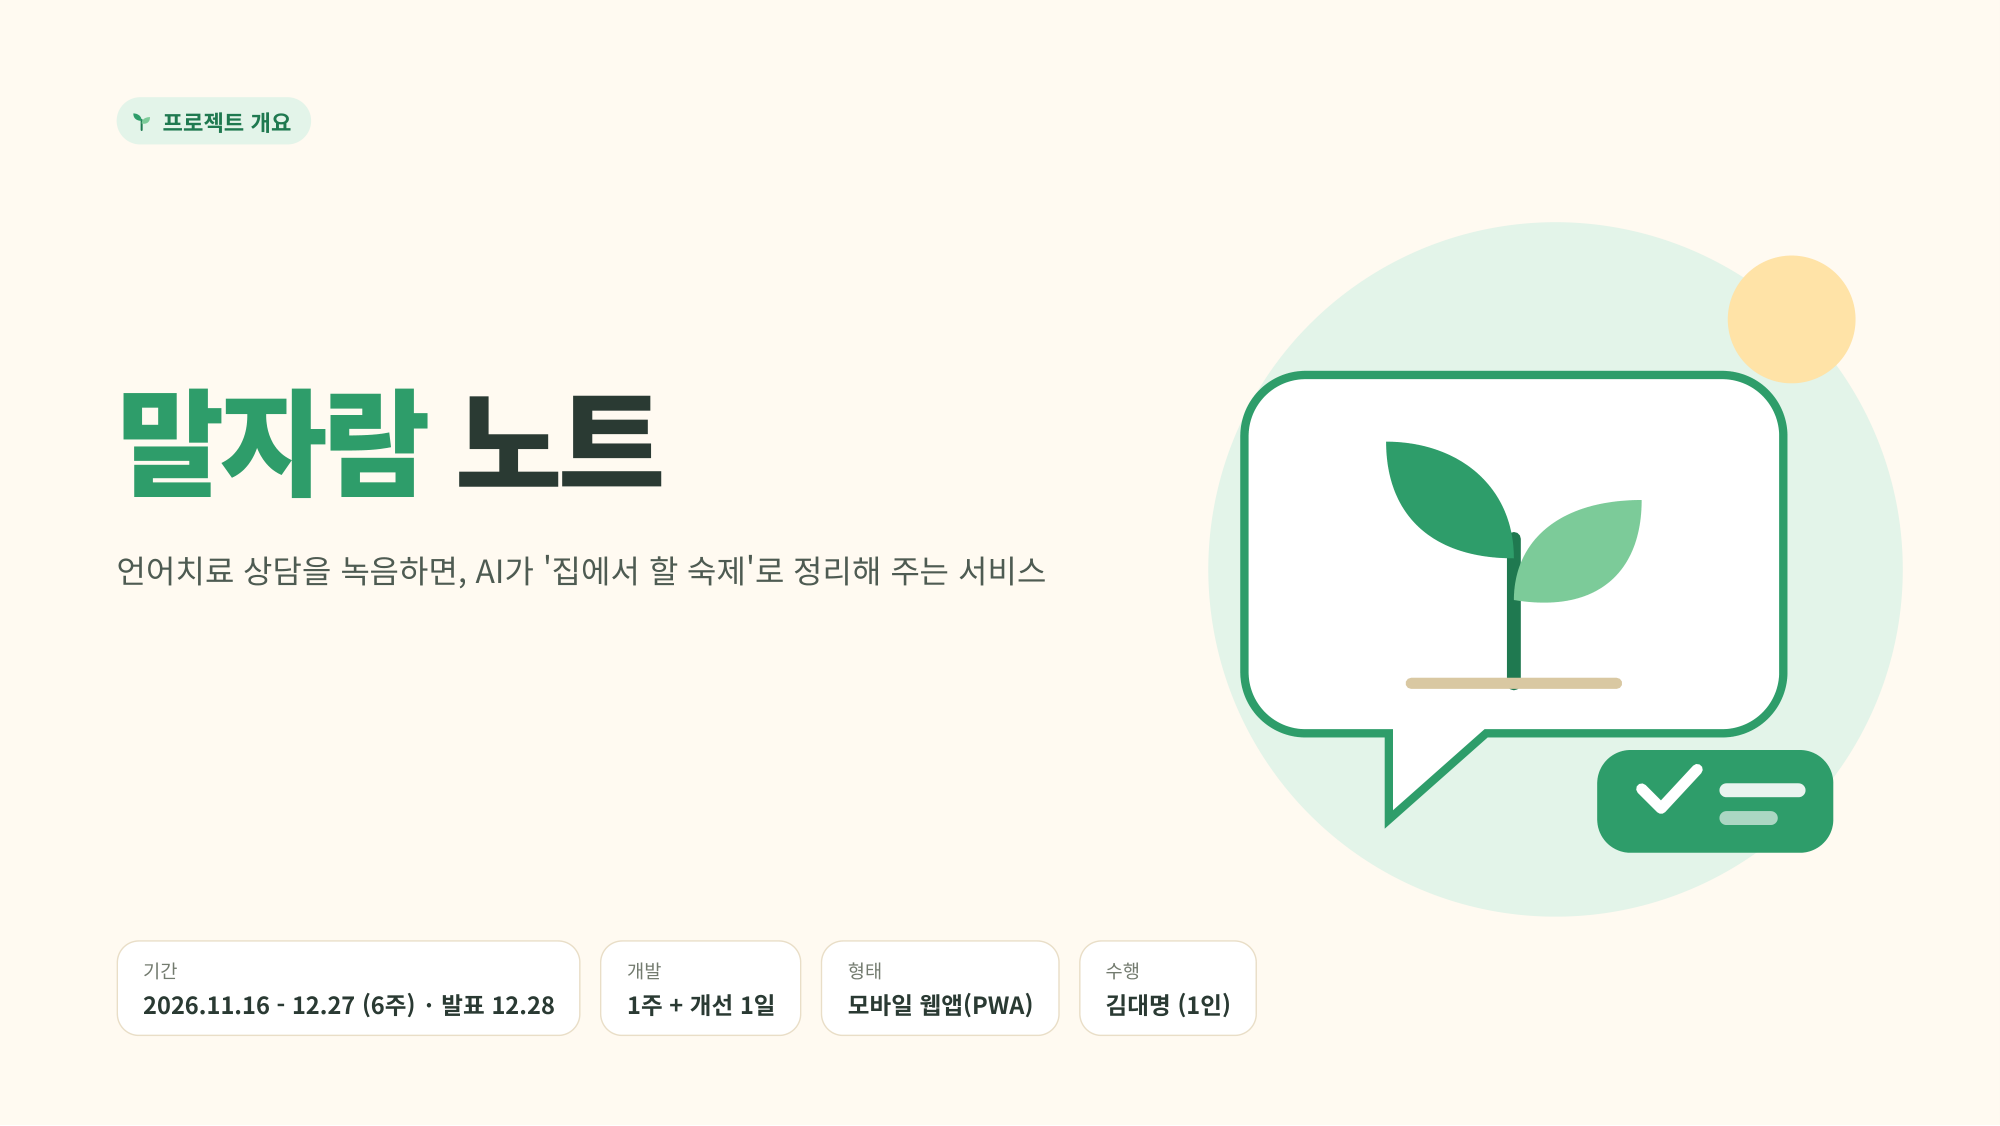 프로젝트 개요
말자람 노트
언어치료 상담을 녹음하면, AI가 '집에서 할 숙제'로 정리해 주는 서비스
기간
2026.11.16 - 12.27 (6주) · 발표 12.28
개발
1주 + 개선 1일
형태
모바일 웹앱(PWA)
수행
김대명 (1인)